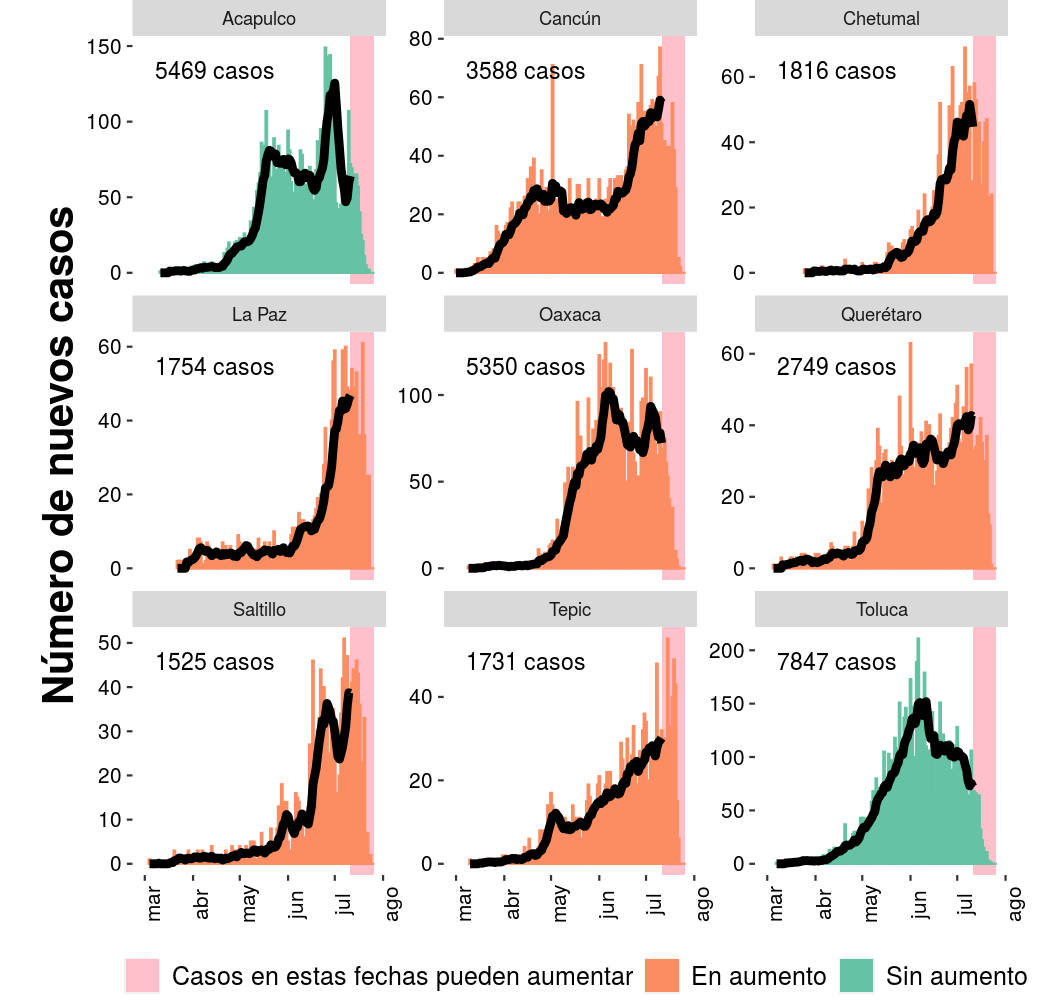 Número de nuevos casos
Acapulco
Cancún
Chetumal
5469 casos
3588 casos
1816 casos
150
100
50
0
80
60
40
20
0
60
40
20
0
La Paz
Oaxaca
Querétaro
1754 casos
5350 casos
2749 casos
60
40
20
0
100
50
0
60
40
20
0
Saltillo
Tepic
Toluca
1525 casos
1731 casos
7847 casos
50
40
30
20
10
0
40
20
0
200
150
100
50
0
mar abr may jun jul ago
mar abr may jun jul ago
mar abr may jun jul ago
Casos en estas fechas pueden aumentar En aumento Sin aumento